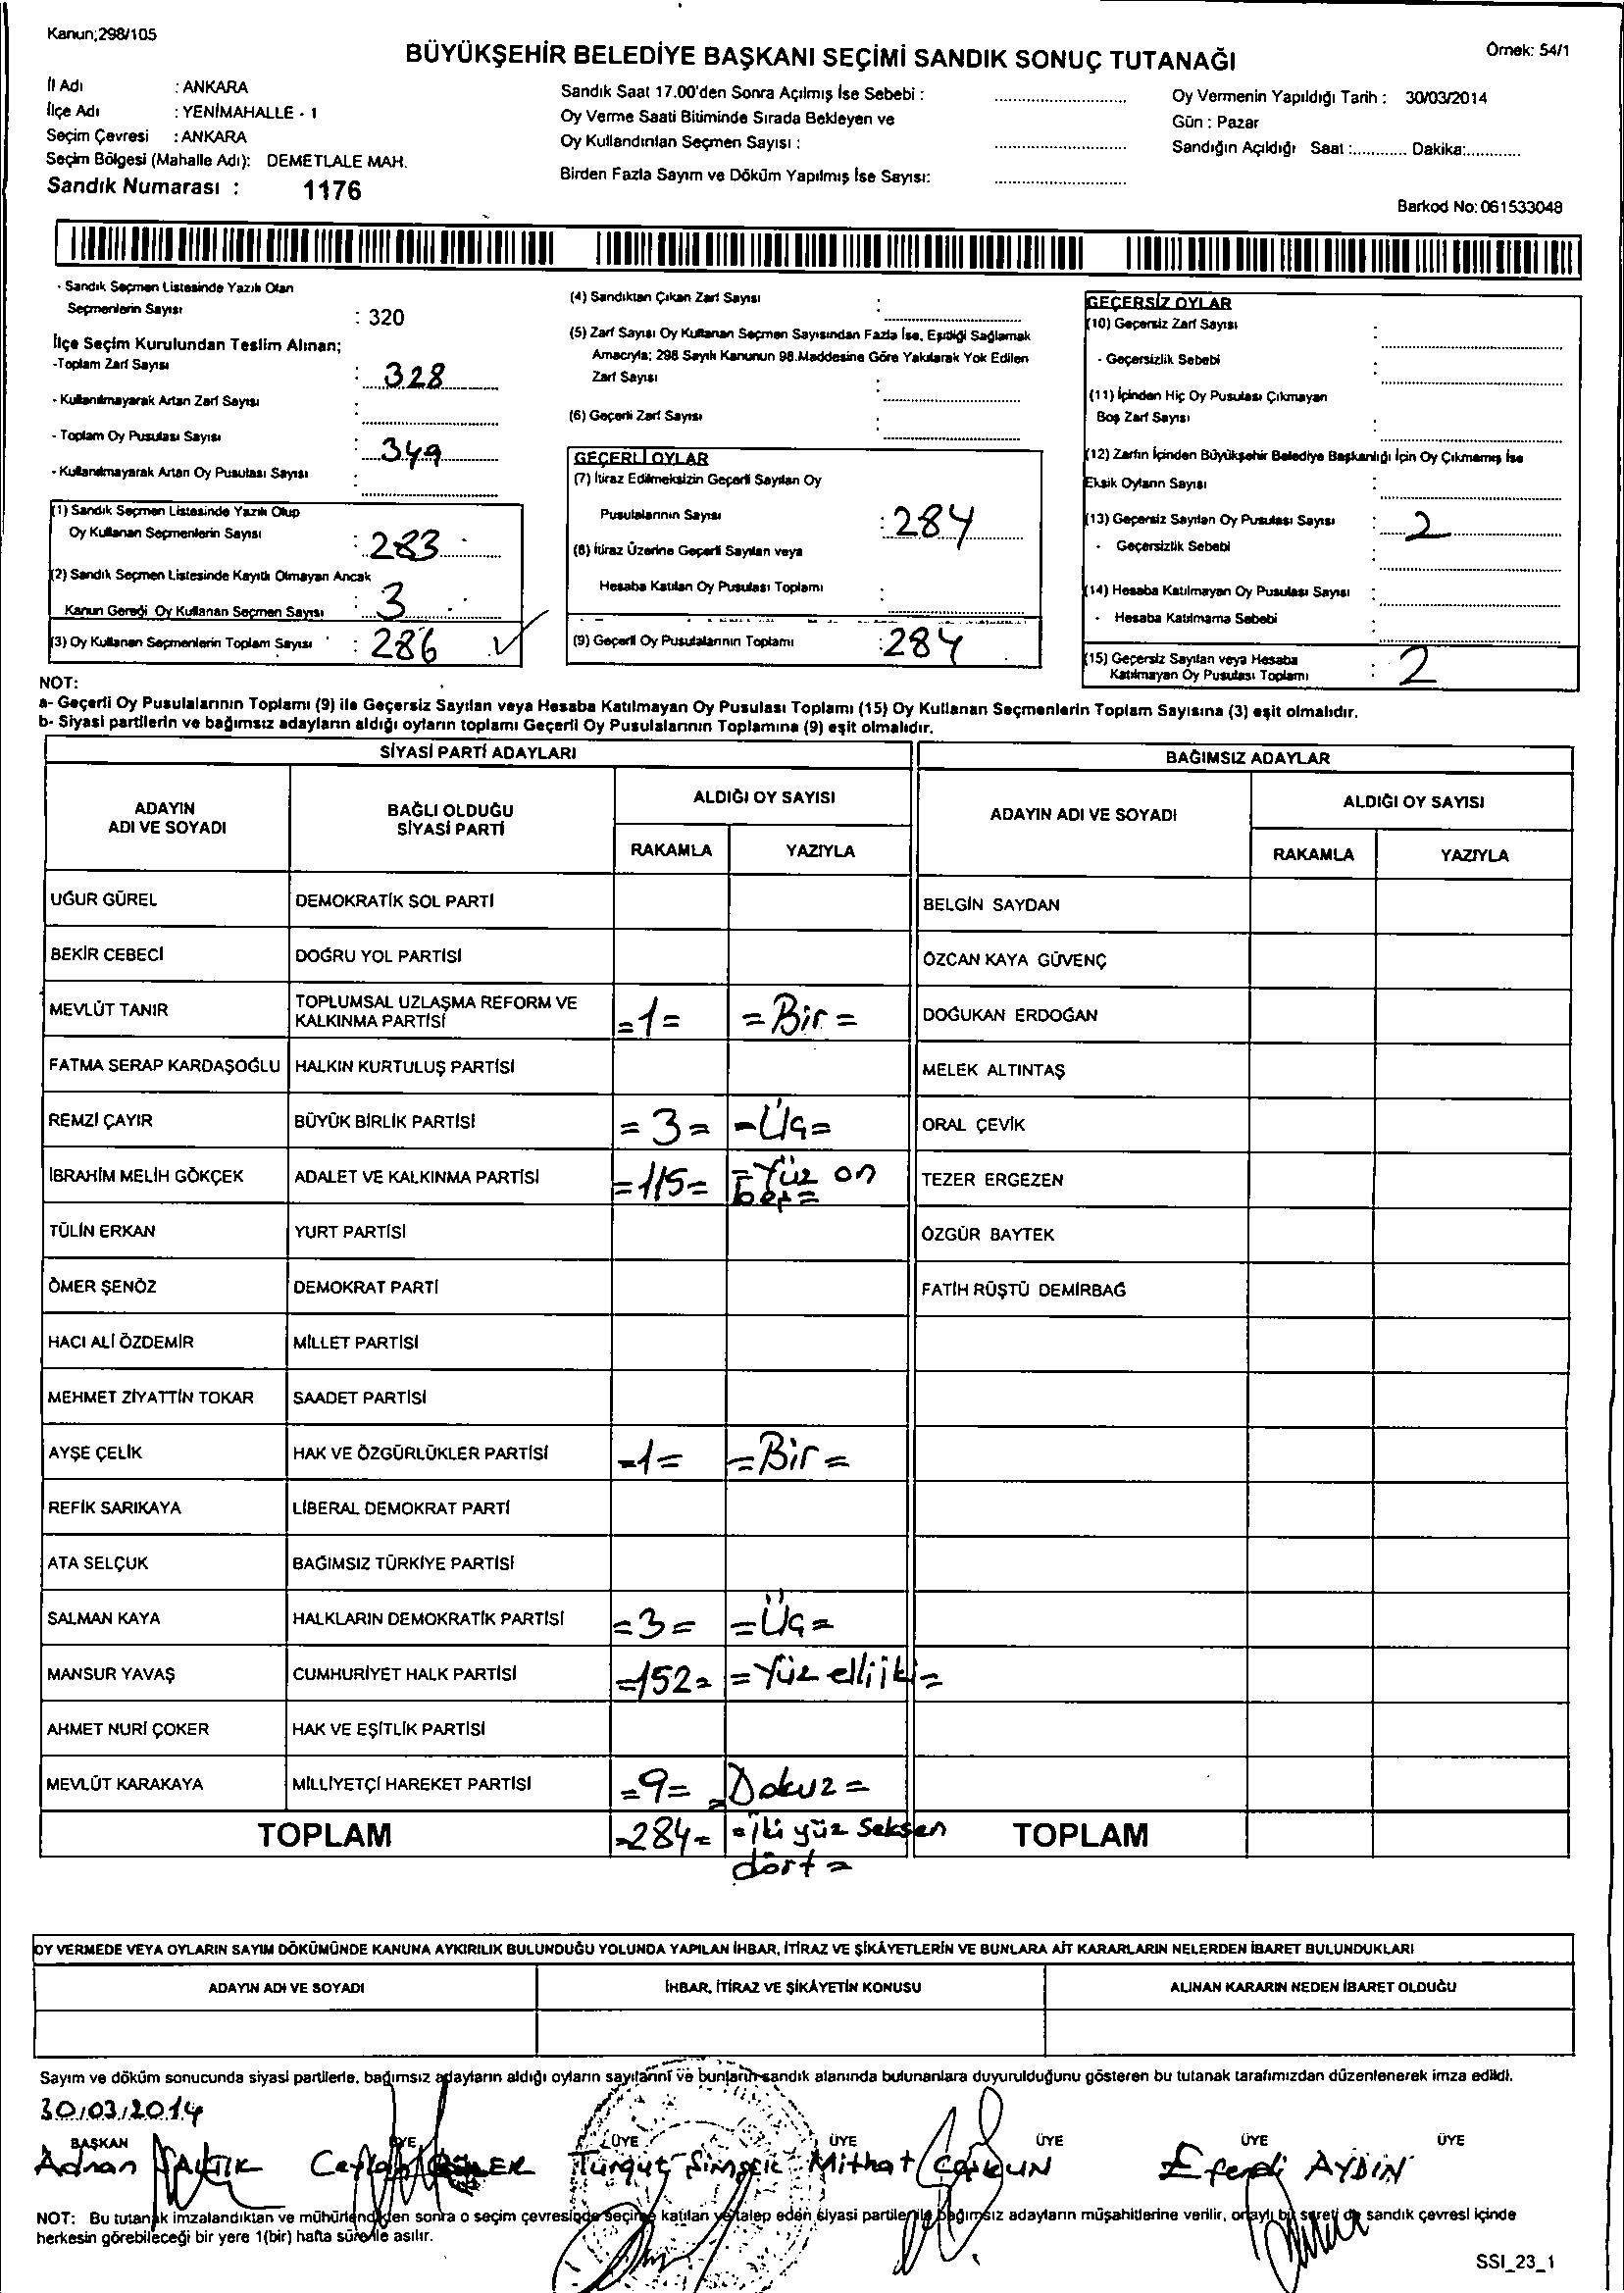 Kanun;298/105
Örnek: 54/1
BÜYÜKŞEHİR BELEDİYE BAŞKANI SEÇİMİ SANDIK SONUÇ TUTANAĞI
İl Adı : ANKARA
İlçe Adı : YENİMAHALLE - 1
Seçim Çevresi : ANKARA
Seçim Bölgesi (Mahalle Adı): DEMETLALE MAH.
Sandık Numarası : 1176
Sandık Saat 17.00'den Sonra Açılmış İse Sebebi :
Oy Verme Saati Bitiminde Sırada Bekleyen ve
Oy Kullandırılan Seçmen Sayısı :
Birden Fazla Sayım ve Döküm Yapılmış İse Sayısı:
Oy Vermenin Yapıldığı Tarih : 30/03/2014
Gün : Pazar
Sandığın Açıldığı Saat :............ Dakika:............
Barkod No: 061533048
- Sandık Seçmen Listesinde Yazılı Olan
Seçmenlerin Sayısı : 320
İlçe Seçim Kurulundan Teslim Alınan;
-Toplam Zarf Sayısı : 328
- Kullanılmayarak Artan Zarf Sayısı :
- Toplam Oy Pusulası Sayısı : 349
- Kullanılmayarak Artan Oy Pusulası Sayısı :
(1) Sandık Seçmen Listesinde Yazılı Olup
Oy Kullanan Seçmenlerin Sayısı : 283
(2) Sandık Seçmen Listesinde Kayıtlı Olmayan Ancak
Kanun Gereği Oy Kullanan Seçmen Sayısı : 3
(3) Oy Kullanan Seçmenlerin Toplam Sayısı : 286
(4) Sandıktan Çıkan Zarf Sayısı :
(5) Zarf Sayısı Oy Kullanan Seçmen Sayısından Fazla İse, Eşitliği Sağlamak
Amacıyla; 298 Sayılı Kanunun 98.Maddesine Göre Yakılarak Yok Edilen
Zarf Sayısı :
(6) Geçerli Zarf Sayısı :
GEÇERLİ OYLAR
(7) İtiraz Edilmeksizin Geçerli Sayılan Oy
Pusulalarının Sayısı : 284
(8) İtiraz Üzerine Geçerli Sayılan veya
Hesaba Katılan Oy Pusulası Toplamı :
(9) Geçerli Oy Pusulalarının Toplamı : 284
GEÇERSİZ OYLAR
(10) Geçersiz Zarf Sayısı :
- Geçersizlik Sebebi :
(11) İçinden Hiç Oy Pusulası Çıkmayan
Boş Zarf Sayısı :
(12) Zarfın İçinden Büyükşehir Belediye Başkanlığı İçin Oy Çıkmamış İse
Eksik Oyların Sayısı :
(13) Geçersiz Sayılan Oy Pusulası Sayısı : 2
- Geçersizlik Sebebi :
(14) Hesaba Katılmayan Oy Pusulası Sayısı :
- Hesaba Katılmama Sebebi :
(15) Geçersiz Sayılan veya Hesaba
Katılmayan Oy Pusulası Toplamı : 2
NOT:
a- Geçerli Oy Pusulalarının Toplamı (9) ile Geçersiz Sayılan veya Hesaba Katılmayan Oy Pusulası Toplamı (15) Oy Kullanan Seçmenlerin Toplam Sayısına (3) eşit olmalıdır.
b- Siyasi partilerin ve bağımsız adayların aldığı oyların toplamı Geçerli Oy Pusulalarının Toplamına (9) eşit olmalıdır.
SİYASİ PARTİ ADAYLARI
BAĞIMSIZ ADAYLAR
ADAYIN ADI VE SOYADI
BAĞLI OLDUĞU SİYASİ PARTİ
ALDIĞI OY SAYISI
RAKAMLA YAZIYLA
ADAYIN ADI VE SOYADI
ALDIĞI OY SAYISI
RAKAMLA YAZIYLA
UĞUR GÜREL DEMOKRATİK SOL PARTİ BELGİN SAYDAN
BEKİR CEBECİ DOĞRU YOL PARTİSİ ÖZCAN KAYA GÜVENÇ
MEVLÜT TANIR TOPLUMSAL UZLAŞMA REFORM VE KALKINMA PARTİSİ =1= =Bir= DOĞUKAN ERDOĞAN
FATMA SERAP KARDAŞOĞLU HALKIN KURTULUŞ PARTİSİ MELEK ALTINTAŞ
REMZİ ÇAYIR BÜYÜK BİRLİK PARTİSİ =3= =Üç= ORAL ÇEVİK
İBRAHİM MELİH GÖKÇEK ADALET VE KALKINMA PARTİSİ =115= =Yüz on beş= TEZER ERGEZEN
TÜLİN ERKAN YURT PARTİSİ ÖZGÜR BAYTEK
ÖMER ŞENÖZ DEMOKRAT PARTİ FATİH RÜŞTÜ DEMİRBAĞ
HACI ALİ ÖZDEMİR MİLLET PARTİSİ
MEHMET ZİYATTİN TOKAR SAADET PARTİSİ
AYŞE ÇELİK HAK VE ÖZGÜRLÜKLER PARTİSİ =1= =Bir=
REFİK SARIKAYA LİBERAL DEMOKRAT PARTİ
ATA SELÇUK BAĞIMSIZ TÜRKİYE PARTİSİ
SALMAN KAYA HALKLARIN DEMOKRATİK PARTİSİ =3= =Üç=
MANSUR YAVAŞ CUMHURİYET HALK PARTİSİ =152= =Yüz elli iki=
AHMET NURİ ÇOKER HAK VE EŞİTLİK PARTİSİ
MEVLÜT KARAKAYA MİLLİYETÇİ HAREKET PARTİSİ =9= =Dokuz=
TOPLAM =284= =iki yüz Seksen dört= TOPLAM
OY VERMEDE VEYA OYLARIN SAYIM DÖKÜMÜNDE KANUNA AYKIRILIK BULUNDUĞU YOLUNDA YAPILAN İHBAR, İTİRAZ VE ŞİKÂYETLERİN VE BUNLARA AİT KARARLARIN NELERDEN İBARET BULUNDUKLARI
ADAYIN ADI VE SOYADI İHBAR, İTİRAZ VE ŞİKÂYETİN KONUSU ALINAN KARARIN NEDEN İBARET OLDUĞU
Sayım ve döküm sonucunda siyasi partilerle, bağımsız adayların aldığı oyların sayılarını ve bunların sandık alanında bulunanlara duyurulduğunu gösteren bu tutanak tarafımızdan düzenlenerek imza edildi.
30/03/2014
BAŞKAN ÜYE ÜYE ÜYE ÜYE ÜYE ÜYE
Adnan Turgut Şimşek Mithat COŞKUN Efendi AYDIN
NOT: Bu tutanak imzalandıktan ve mühürlendikten sonra o seçim çevresinde seçime katılan ve talep eden siyasi partilerle bağımsız adayların müşahitlerine verilir, onaylı bir sureti de sandık çevresi içinde
herkesin görebileceği bir yere 1(bir) hafta süreyle asılır.
SSI_23_1